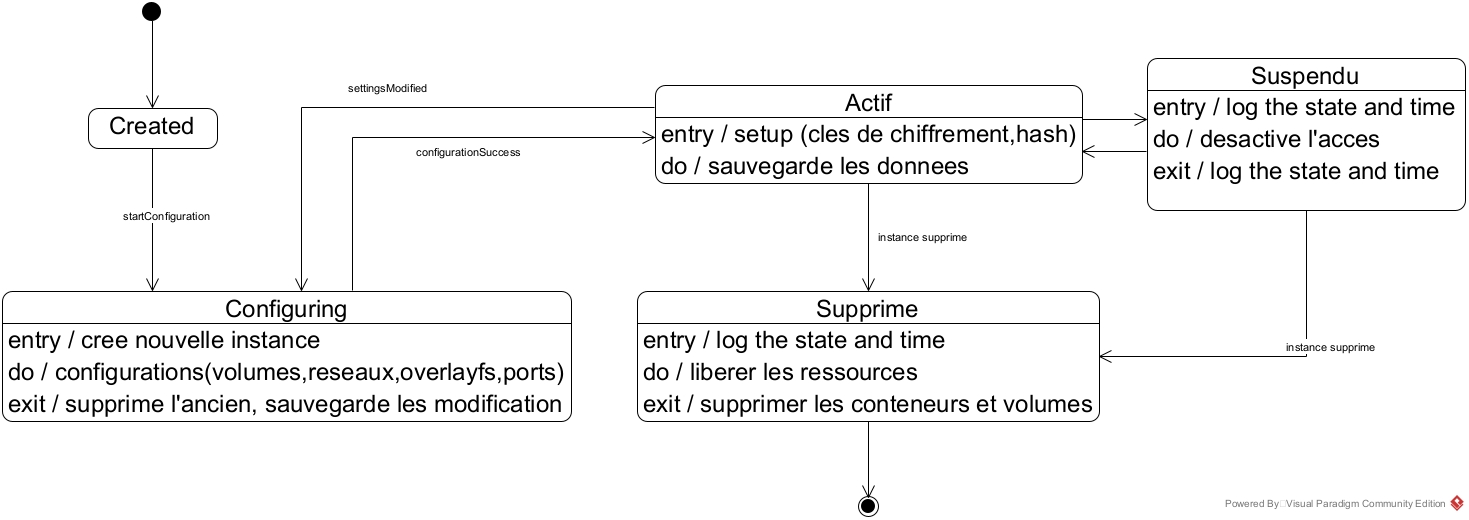 Created
startConfiguration
settingsModified
configurationSuccess
Actif
entry / setup (cles de chiffrement,hash)
do / sauvegarde les donnees
Suspendu
entry / log the state and time
do / desactive l'acces
exit / log the state and time
instance supprime
instance supprime
Configuring
entry / cree nouvelle instance
do / configurations(volumes,reseaux,overlayfs,ports)
exit / supprime l'ancien, sauvegarde les modification
Supprime
entry / log the state and time
do / liberer les ressources
exit / supprimer les conteneurs et volumes
Powered By Visual Paradigm Community Edition